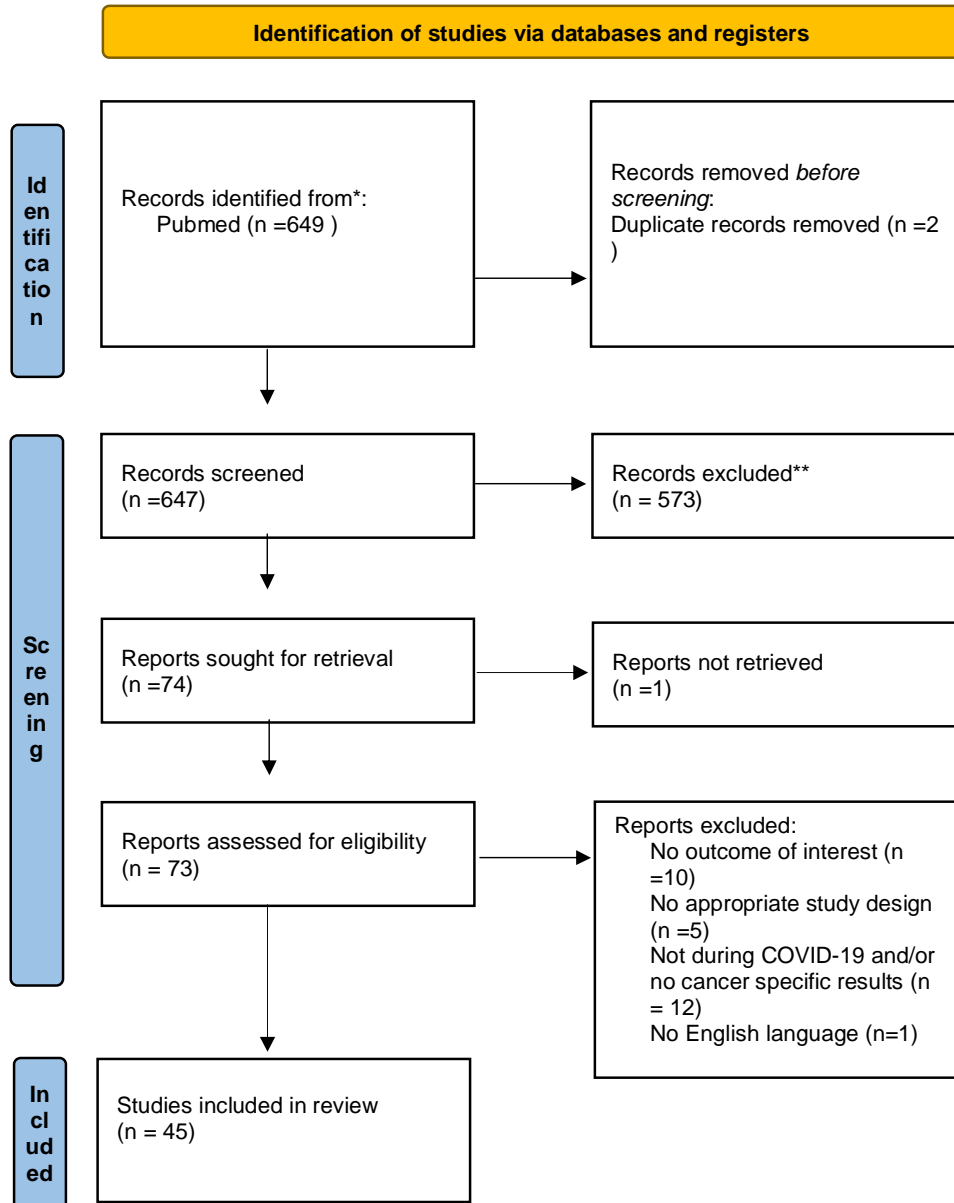 Identification of studies via databases and registers
Id
en
tifi
ca
tio
n
Records identified from*:
Pubmed (n =649 )
Records removed before
screening:
Duplicate records removed (n =2
)
Sc
re
en
in
g
Records screened
(n =647)
Records excluded**
(n = 573)
Reports sought for retrieval
(n =74)
Reports not retrieved
(n =1)
Reports assessed for eligibility
(n = 73)
Reports excluded:
No outcome of interest (n
=10)
No appropriate study design
(n =5)
Not during COVID-19 and/or
no cancer specific results (n
= 12)
No English language (n=1)
In
cl
ud
ed
Studies included in review
(n = 45)